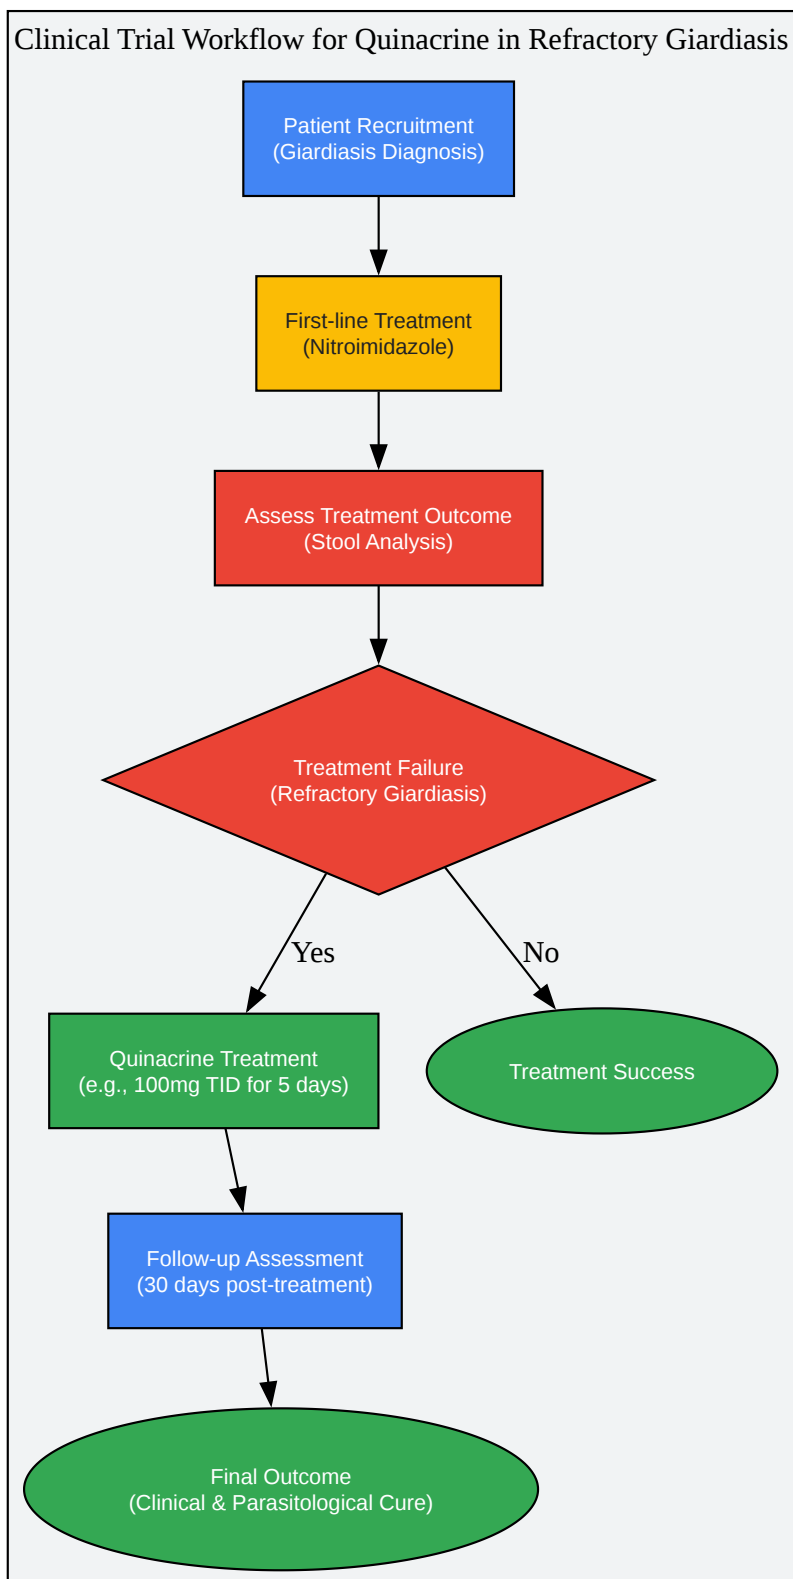 Clinical Trial Workflow for Quinacrine in Refractory Giardiasis
Patient Recruitment
(Giardiasis Diagnosis)
First-line Treatment
(Nitroimidazole)
Assess Treatment Outcome
(Stool Analysis)
Treatment Failure
(Refractory Giardiasis)
Yes
No
Quinacrine Treatment
(e.g., 100mg TID for 5 days)
Treatment Success
Follow-up Assessment
(30 days post-treatment)
Final Outcome
(Clinical & Parasitological Cure)